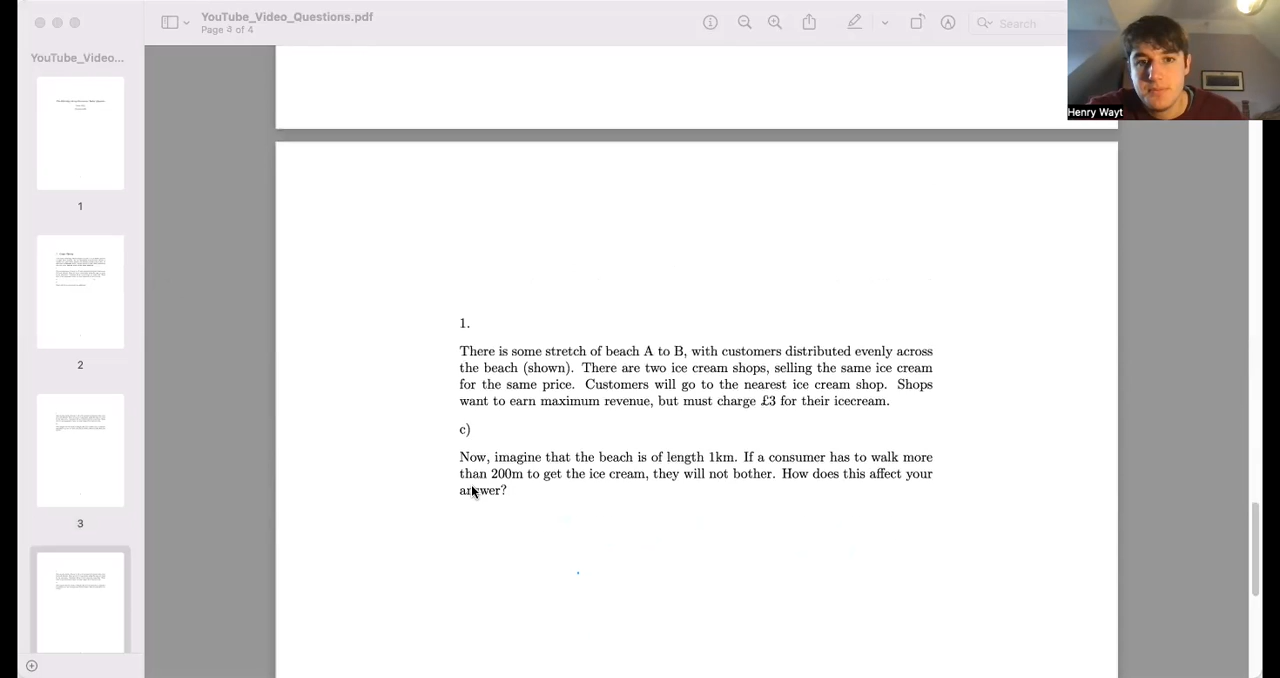 YouTube_Video_Questions.pdf
Page 4 of 4
Search
YouTube_Video...
1
2
3
Henry Wayt
1.
There is some stretch of beach A to B, with customers distributed evenly across
the beach (shown). There are two ice cream shops, selling the same ice cream
for the same price. Customers will go to the nearest ice cream shop. Shops
want to earn maximum revenue, but must charge £3 for their icecream.
c)
Now, imagine that the beach is of length 1km. If a consumer has to walk more
than 200m to get the ice cream, they will not bother. How does this affect your
answer?